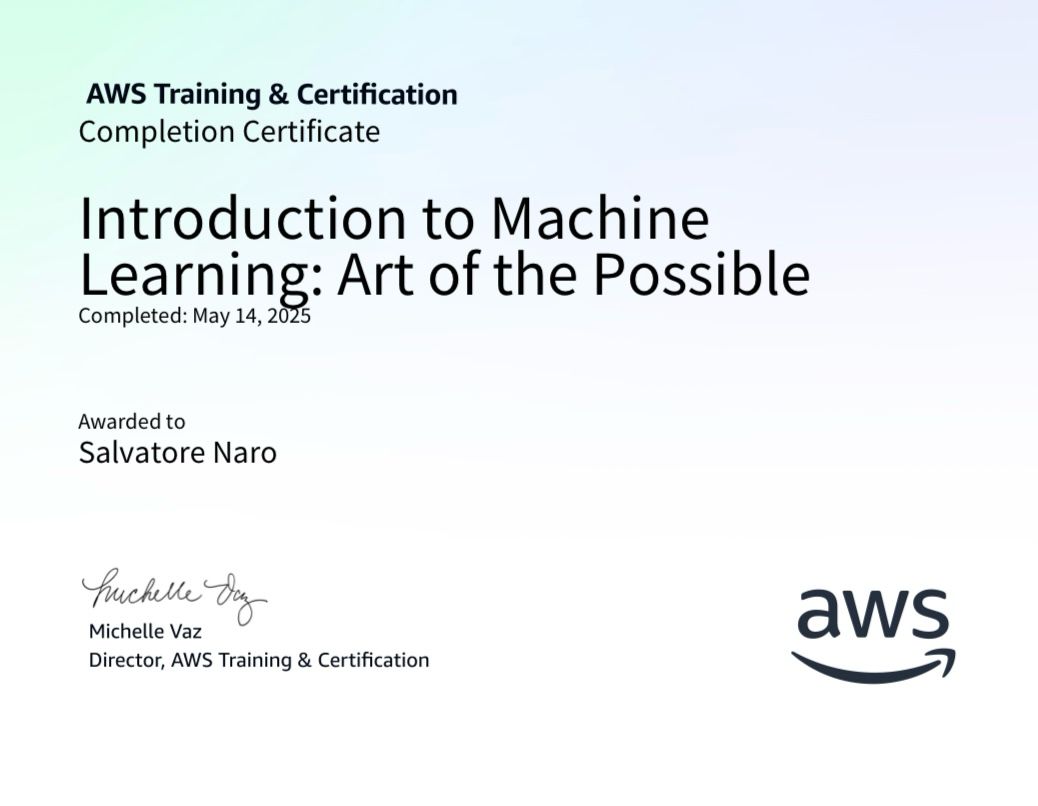 AWS Training & Certification
Completion Certificate
Introduction to Machine
Learning: Art of the Possible
Completed: May 14, 2025
Awarded to
Salvatore Naro
Michelle Vaz
Michelle Vaz
Director, AWS Training & Certification
aws